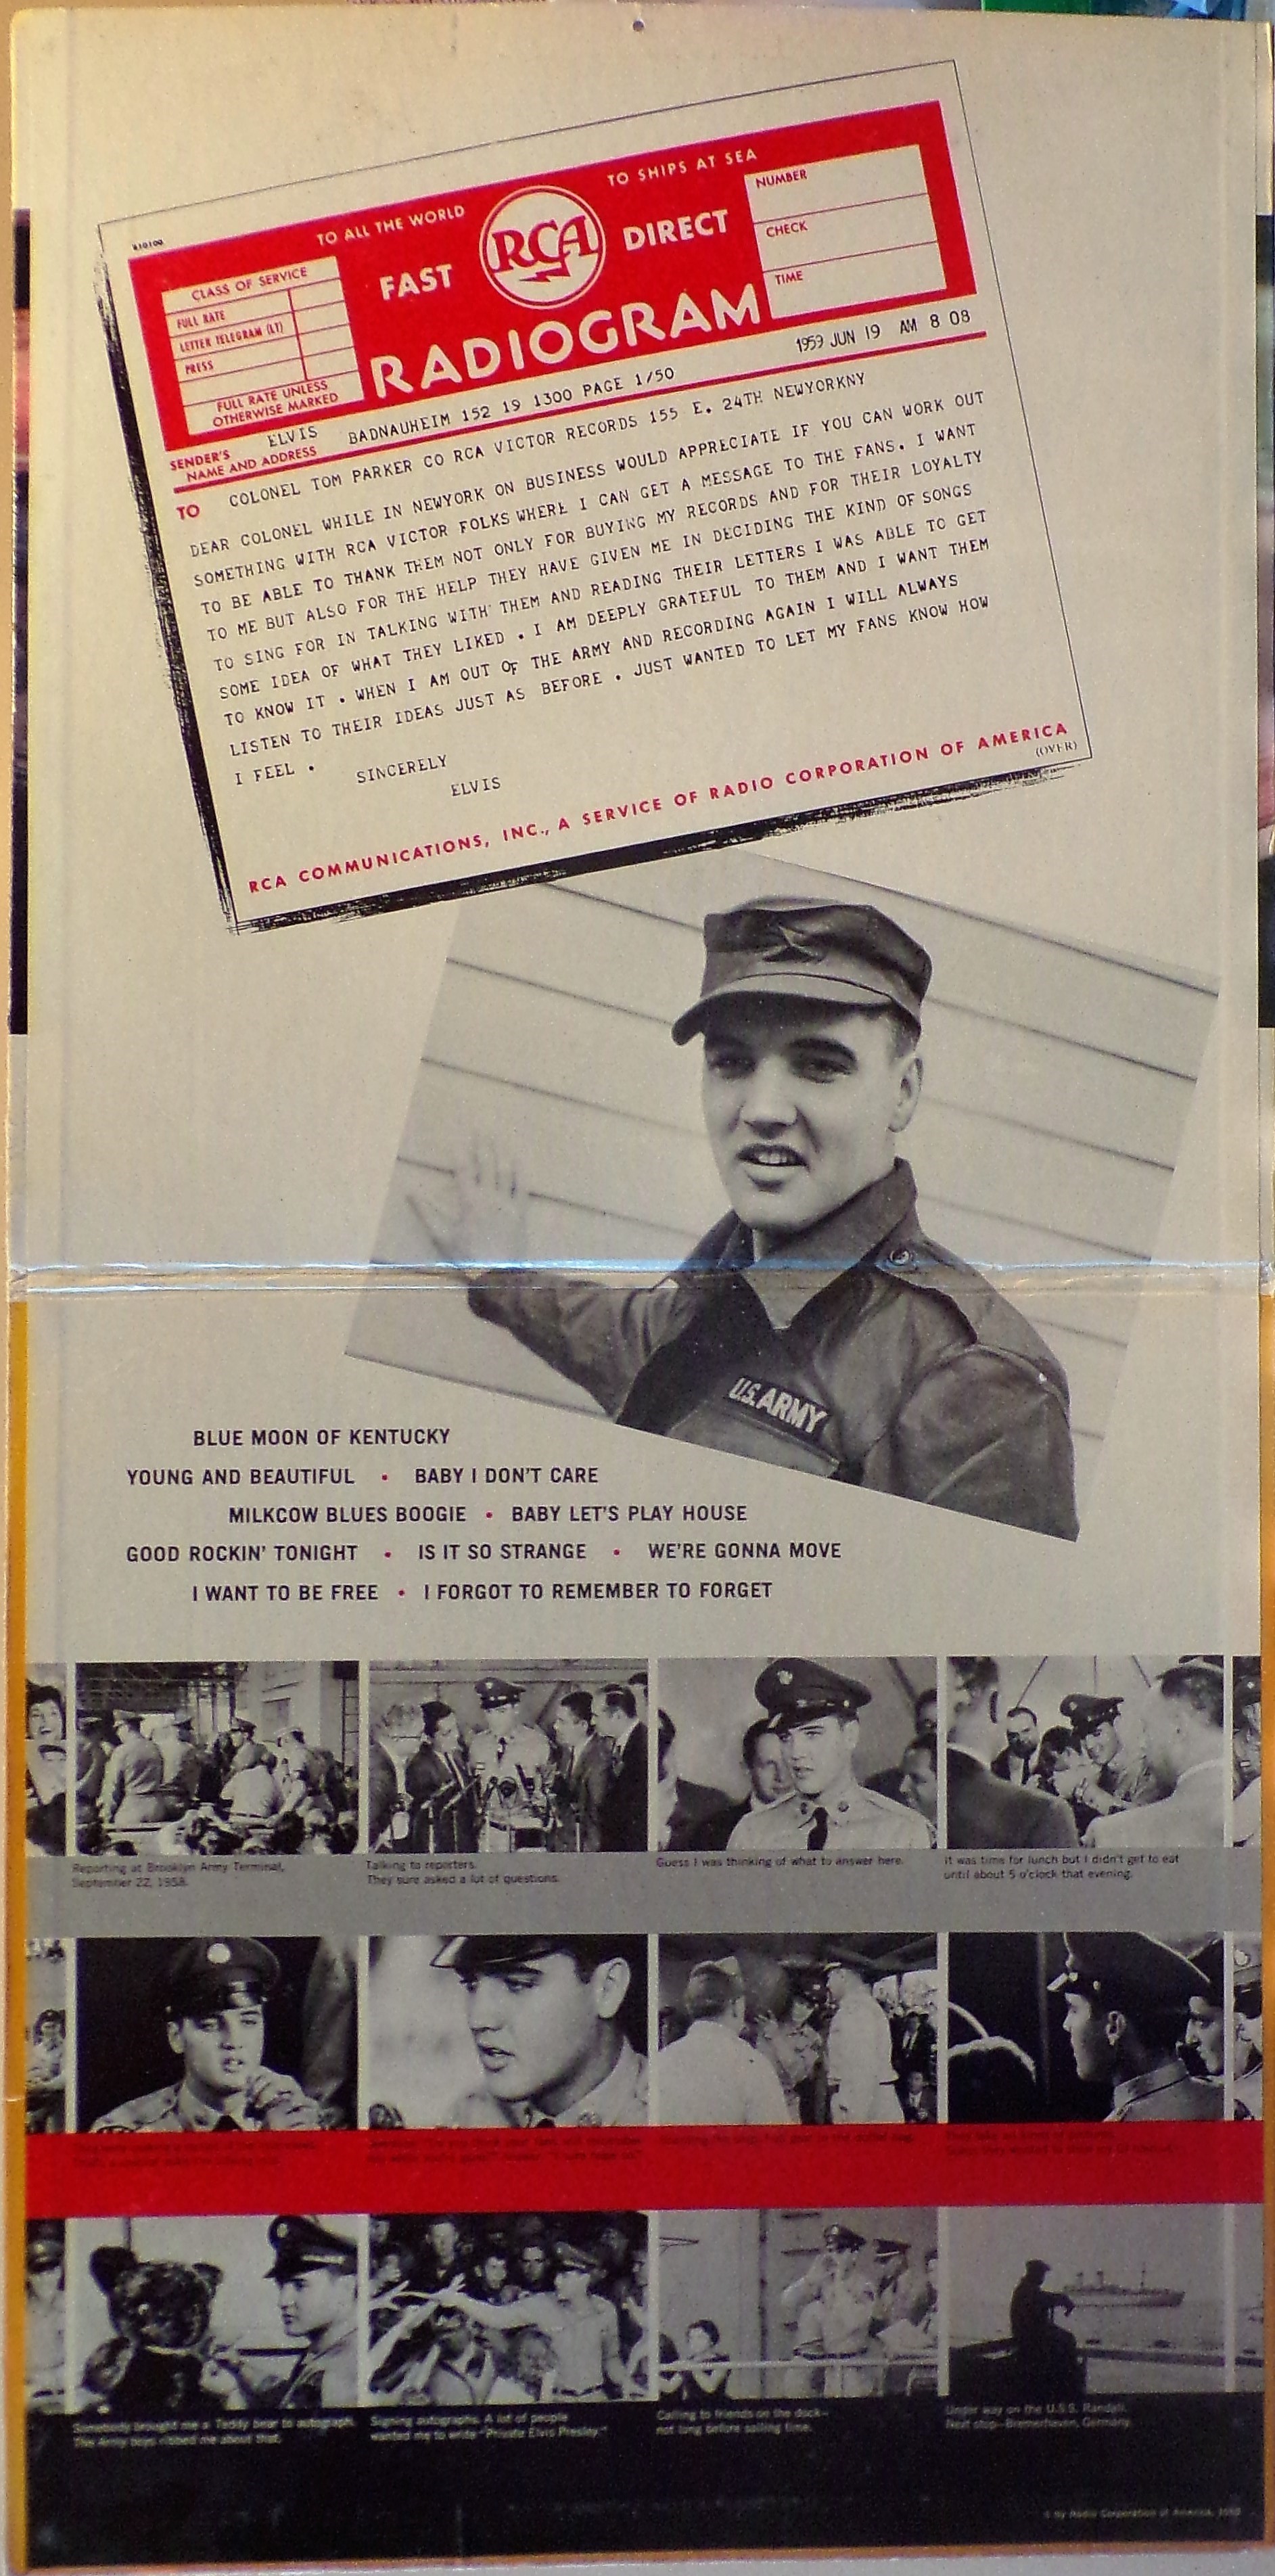 R10100
TO ALL THE WORLD
TO SHIPS AT SEA
FAST
RCA
DIRECT
RADIOGRAM
CLASS OF SERVICE
FULL RATE
LETTER TELEGRAM (LT)
PRESS
FULL RATE UNLESS
OTHERWISE MARKED
NUMBER
CHECK
TIME
1959 JUN 19 AM 8 08
ELVIS BADNAUHEIM 152 19 1300 PAGE 1/50
SENDER'S
NAME AND ADDRESS
TO COLONEL TOM PARKER CO RCA VICTOR RECORDS 155 E. 24TH NEWYORKNY
DEAR COLONEL WHILE IN NEWYORK ON BUSINESS WOULD APPRECIATE IF YOU CAN WORK OUT
SOMETHING WITH RCA VICTOR FOLKS WHERE I CAN GET A MESSAGE TO THE FANS. I WANT
TO BE ABLE TO THANK THEM NOT ONLY FOR BUYING MY RECORDS AND FOR THEIR LOYALTY
TO ME BUT ALSO FOR THE HELP THEY HAVE GIVEN ME IN DECIDING THE KIND OF SONGS
TO SING FOR IN TALKING WITH THEM AND READING THEIR LETTERS I WAS ABLE TO GET
SOME IDEA OF WHAT THEY LIKED . I AM DEEPLY GRATEFUL TO THEM AND I WANT THEM
TO KNOW IT . WHEN I AM OUT OF THE ARMY AND RECORDING AGAIN I WILL ALWAYS
LISTEN TO THEIR IDEAS JUST AS BEFORE . JUST WANTED TO LET MY FANS KNOW HOW
I FEEL .
SINCERELY
ELVIS
RCA COMMUNICATIONS, INC., A SERVICE OF RADIO CORPORATION OF AMERICA
(OVER)
U.S. ARMY
BLUE MOON OF KENTUCKY
YOUNG AND BEAUTIFUL • BABY I DON'T CARE
MILKCOW BLUES BOOGIE • BABY LET'S PLAY HOUSE
GOOD ROCKIN' TONIGHT • IS IT SO STRANGE • WE'RE GONNA MOVE
I WANT TO BE FREE • I FORGOT TO REMEMBER TO FORGET
Reporting at Brooklyn Army Terminal,
September 22, 1958.
Talking to reporters.
They sure asked a lot of questions.
Guess I was thinking of what to answer here.
It was time for lunch but I didn't get to eat
until about 5 o'clock that evening.
Somebody brought me a Teddy bear to autograph.
The Army boys ribbed me about that.
Signing autographs. A lot of people
wanted me to write "Private Elvis Presley."
Calling to friends on the dock—
not long before sailing time.
Under way on the U.S.S. Randall.
Next stop—Bremerhaven, Germany.
by Radio Corporation of America, 1959